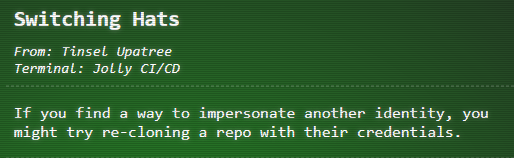 Switching Hats
From: Tinsel Upatree
Terminal: Jolly CI/CD
If you find a way to impersonate another identity, you
might try re-cloning a repo with their credentials.